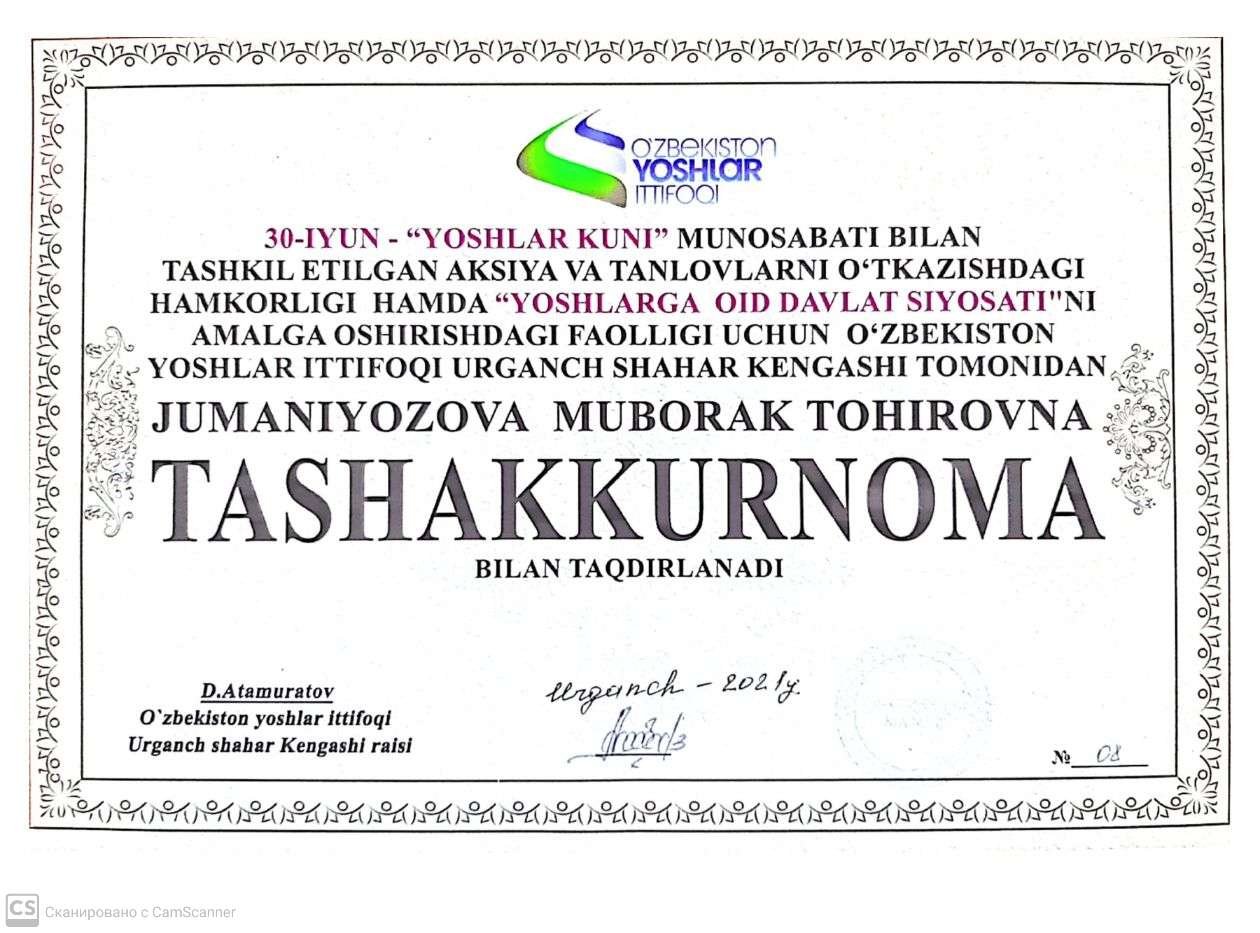 O'ZBEKISTON
YOSHLAR
ITTIFOQI
30-IYUN - “YOSHLAR KUNI” MUNOSABATI BILAN
TASHKIL ETILGAN AKSIYA VA TANLOVLARNI O‘TKAZISHDAGI
HAMKORLIGI HAMDA “YOSHLARGA OID DAVLAT SIYOSATI"NI
AMALGA OSHIRISHDAGI FAOLLIGI UCHUN O‘ZBEKISTON
YOSHLAR ITTIFOQI URGANCH SHAHAR KENGASHI TOMONIDAN
JUMANIYOZOVA MUBORAK TOHIROVNA
TASHAKKURNOMA
BILAN TAQDIRLANADI
D.Atamuratov
O`zbekiston yoshlar ittifoqi
Urganch shahar Kengashi raisi
Urganch - 2021y.
№ 08
CS Сканировано с CamScanner